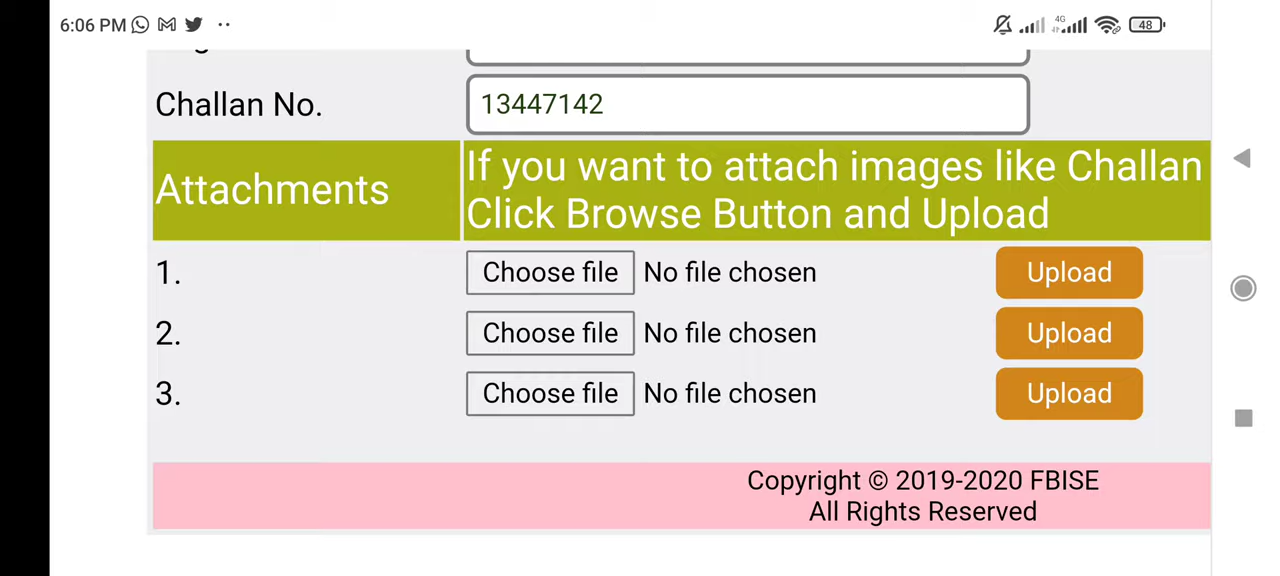 6:06 PM
4G
48
Challan No.
13447142
Attachments
If you want to attach images like Challan
Click Browse Button and Upload
1. Choose file No file chosen Upload
2. Choose file No file chosen Upload
3. Choose file No file chosen Upload
Copyright © 2019-2020 FBISE
All Rights Reserved